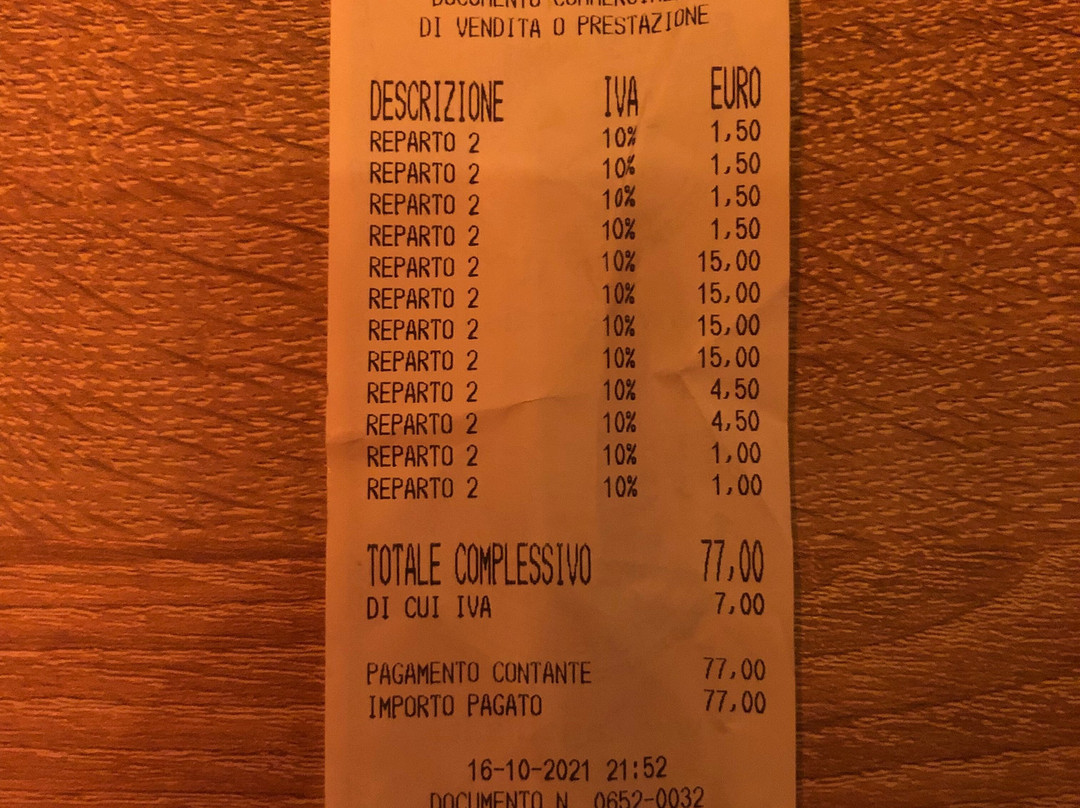 DOCUMENTO COMMERCIALE
DI VENDITA O PRESTAZIONE
DESCRIZIONE IVA EURO
REPARTO 2 10% 1,50
REPARTO 2 10% 1,50
REPARTO 2 10% 1,50
REPARTO 2 10% 1,50
REPARTO 2 10% 15,00
REPARTO 2 10% 15,00
REPARTO 2 10% 15,00
REPARTO 2 10% 15,00
REPARTO 2 10% 4,50
REPARTO 2 10% 4,50
REPARTO 2 10% 1,00
REPARTO 2 10% 1,00
TOTALE COMPLESSIVO 77,00
DI CUI IVA 7,00
PAGAMENTO CONTANTE 77,00
IMPORTO PAGATO 77,00
16-10-2021 21:52
DOCUMENTO N. 0652-0032